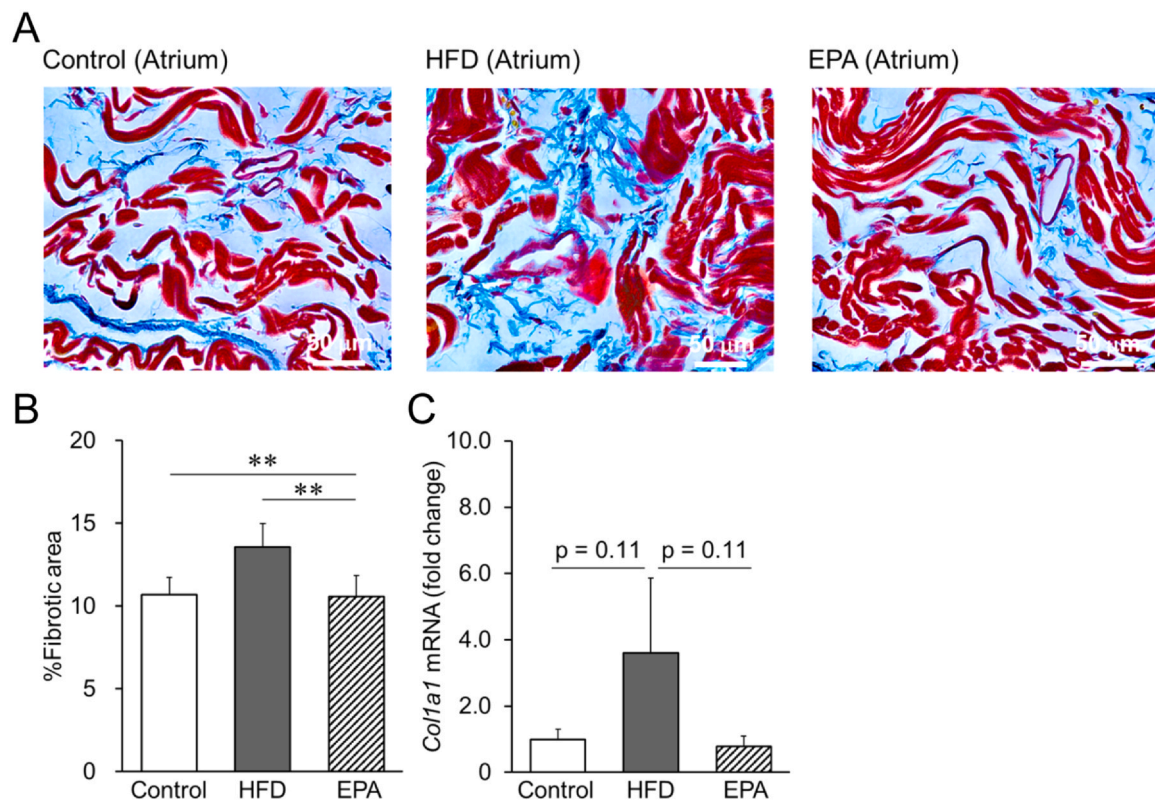 A
Control (Atrium)
HFD (Atrium)
EPA (Atrium)
50 μm
50 μm
50 μm
B
%Fibrotic area
20
15
10
5
0
**
**
Control
HFD
EPA
C
Col1a1 mRNA (fold change)
10.0
8.0
6.0
4.0
2.0
0
p = 0.11
p = 0.11
Control
HFD
EPA